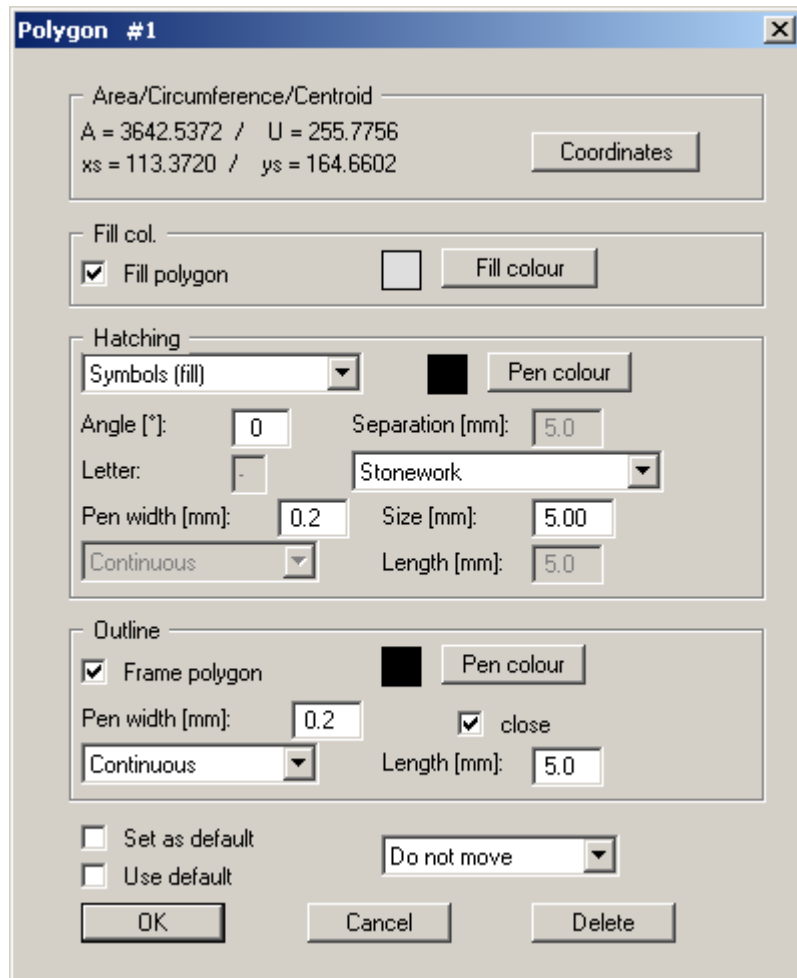 Polygon #1
Area/Circumference/Centroid
A = 3642.5372 / U = 255.7756
xs = 113.3720 / ys = 164.6602
Coordinates
Fill col.
Fill polygon
Fill colour
Hatching
Symbols (fill)
Pen colour
Angle [°]: 0 Separation [mm]: 5.0
Letter: - Stonework
Pen width [mm]: 0.2 Size [mm]: 5.00
Continuous Length [mm]: 5.0
Outline
Frame polygon
Pen colour
Pen width [mm]: 0.2 close
Continuous Length [mm]: 5.0
Set as default
Do not move
Use default
OK Cancel Delete